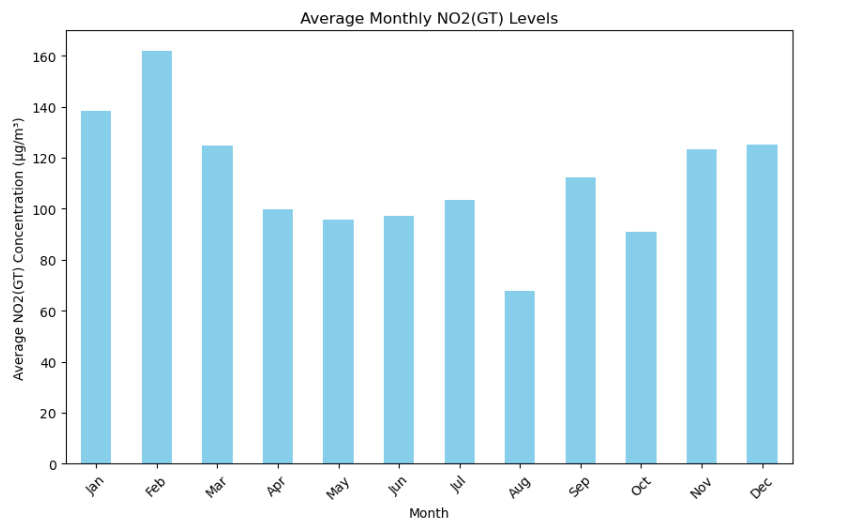 Average Monthly NO2(GT) Levels
Average NO2(GT) Concentration (µg/m³)
160
140
120
100
80
60
40
20
0
Jan Feb Mar Apr May Jun Jul Aug Sep Oct Nov Dec
Month